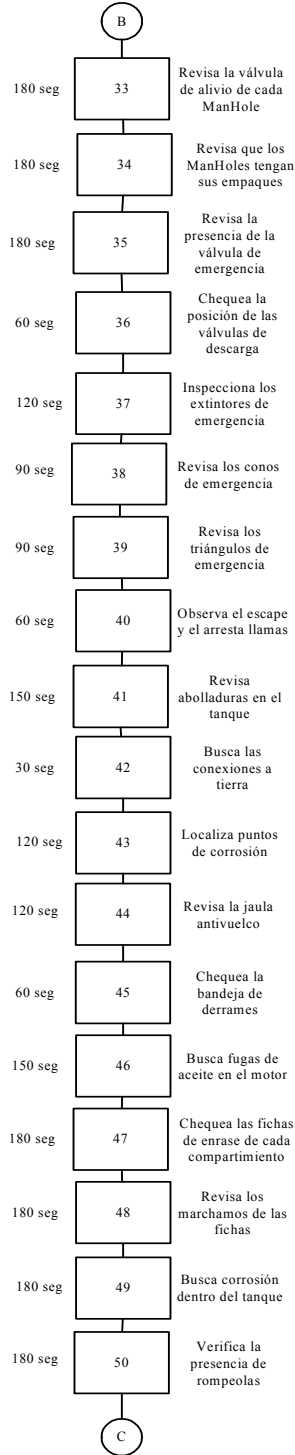 B
180 seg
33
Revisa la válvula
de alivio de cada
ManHole
180 seg
34
Revisa que los
ManHoles tengan
sus empaques
180 seg
35
Revisa la
presencia de la
válvula de
emergencia
60 seg
36
Chequea la
posición de las
válvulas de
descarga
120 seg
37
Inspecciona los
extintores de
emergencia
90 seg
38
Revisa los conos
de emergencia
90 seg
39
Revisa los
triángulos de
emergencia
60 seg
40
Observa el escape
y el arresta llamas
150 seg
41
Revisa
abolladuras en el
tanque
30 seg
42
Busca las
conexiones a
tierra
120 seg
43
Localiza puntos
de corrosión
120 seg
44
Revisa la jaula
antivuelco
60 seg
45
Chequea la
bandeja de
derrames
150 seg
46
Busca fugas de
aceite en el motor
180 seg
47
Chequea las fichas
de enrase de cada
compartimiento
180 seg
48
Revisa los
marchamos de las
fichas
180 seg
49
Busca corrosión
dentro del tanque
180 seg
50
Verifica la
presencia de
rompeolas
C